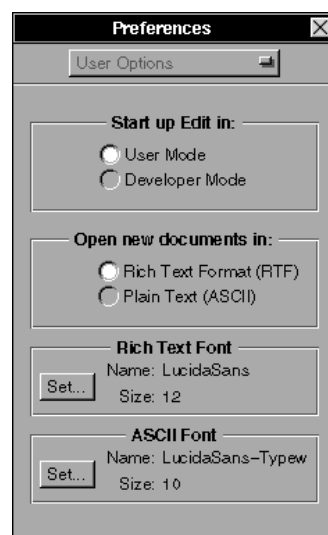 Preferences
User Options
Start up Edit in:
User Mode
Developer Mode
Open new documents in:
Rich Text Format (RTF)
Plain Text (ASCII)
Rich Text Font
Name: LucidaSans
Set...
Size: 12
ASCII Font
Name: LucidaSans-Typew
Set...
Size: 10